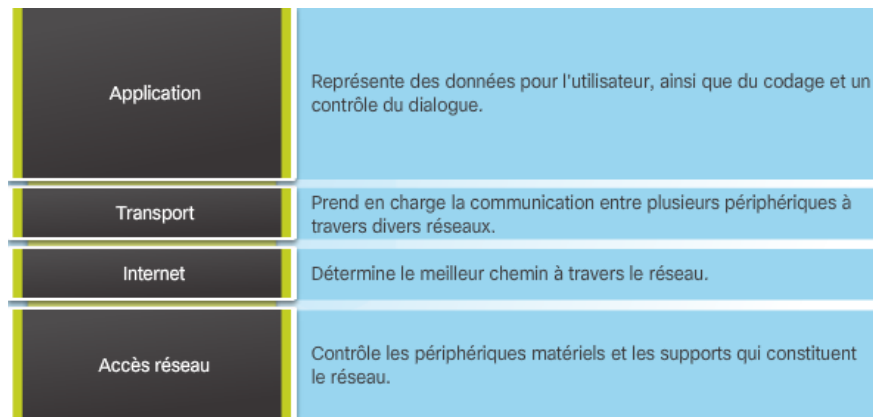 Application
Représente des données pour l'utilisateur, ainsi que du codage et un
contrôle du dialogue.
Transport
Prend en charge la communication entre plusieurs périphériques à
travers divers réseaux.
Internet
Détermine le meilleur chemin à travers le réseau.
Accès réseau
Contrôle les périphériques matériels et les supports qui constituent
le réseau.